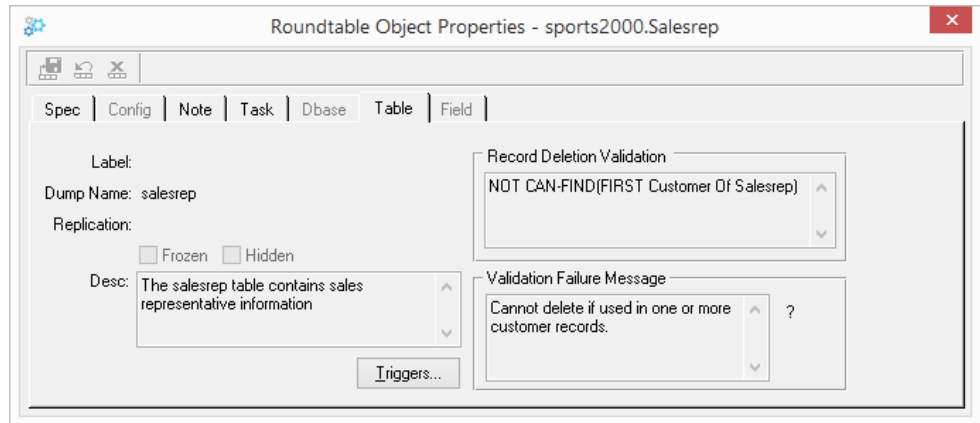 Roundtable Object Properties - sports2000.Salesrep
Spec Config Note Task Dbase Table Field
Label:
Dump Name: salesrep
Replication:
Frozen Hidden
Desc: The salesrep table contains sales
representative information
Triggers...
Record Deletion Validation
NOT CAN-FIND(FIRST Customer Of Salesrep)
Validation Failure Message
Cannot delete if used in one or more
customer records.
?